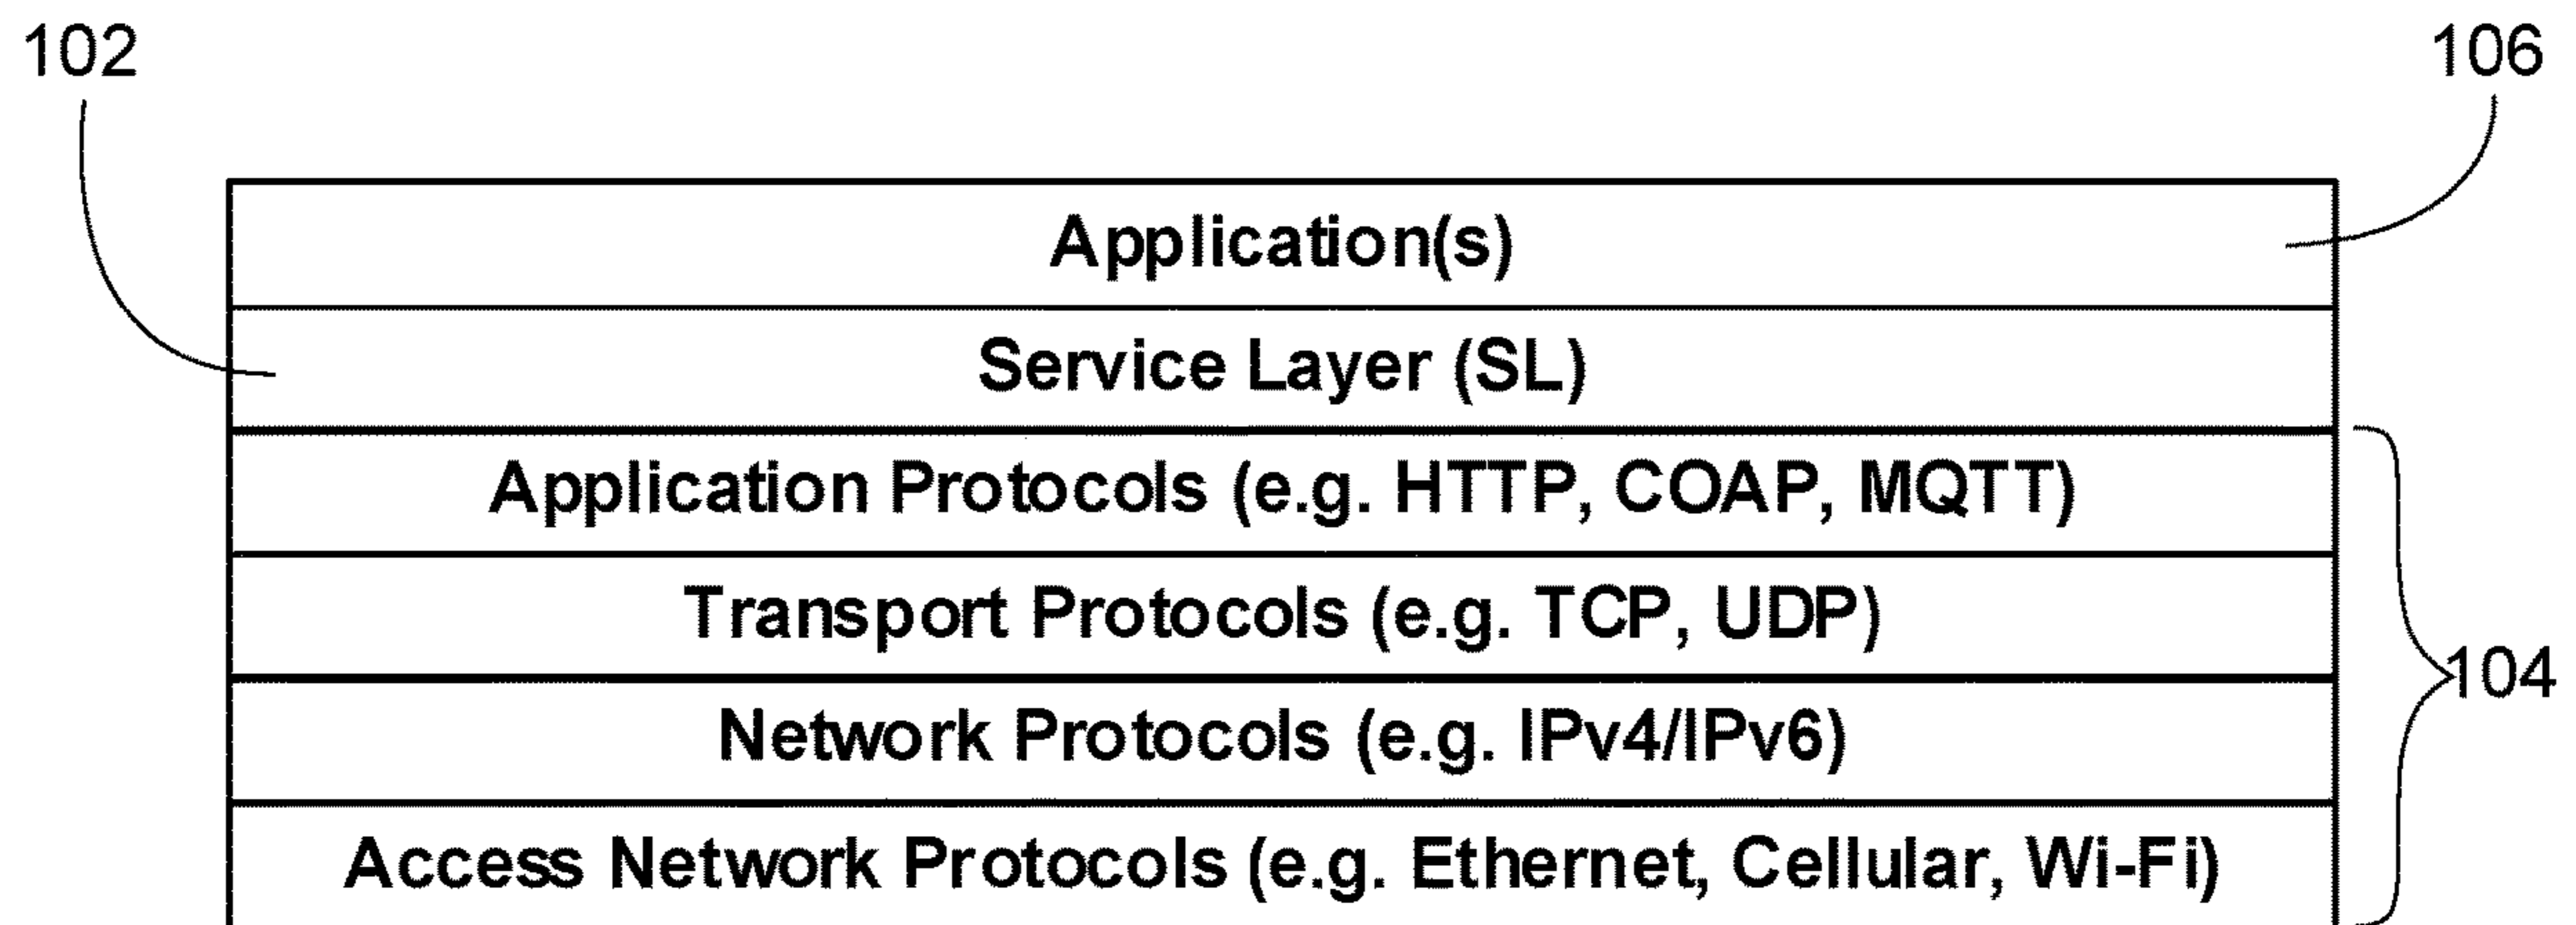 102
106
Application(s)
Service Layer (SL)
Application Protocols (e.g. HTTP, COAP, MQTT)
Transport Protocols (e.g. TCP, UDP)
104
Network Protocols (e.g. IPv4/IPv6)
Access Network Protocols (e.g. Ethernet, Cellular, Wi-Fi)